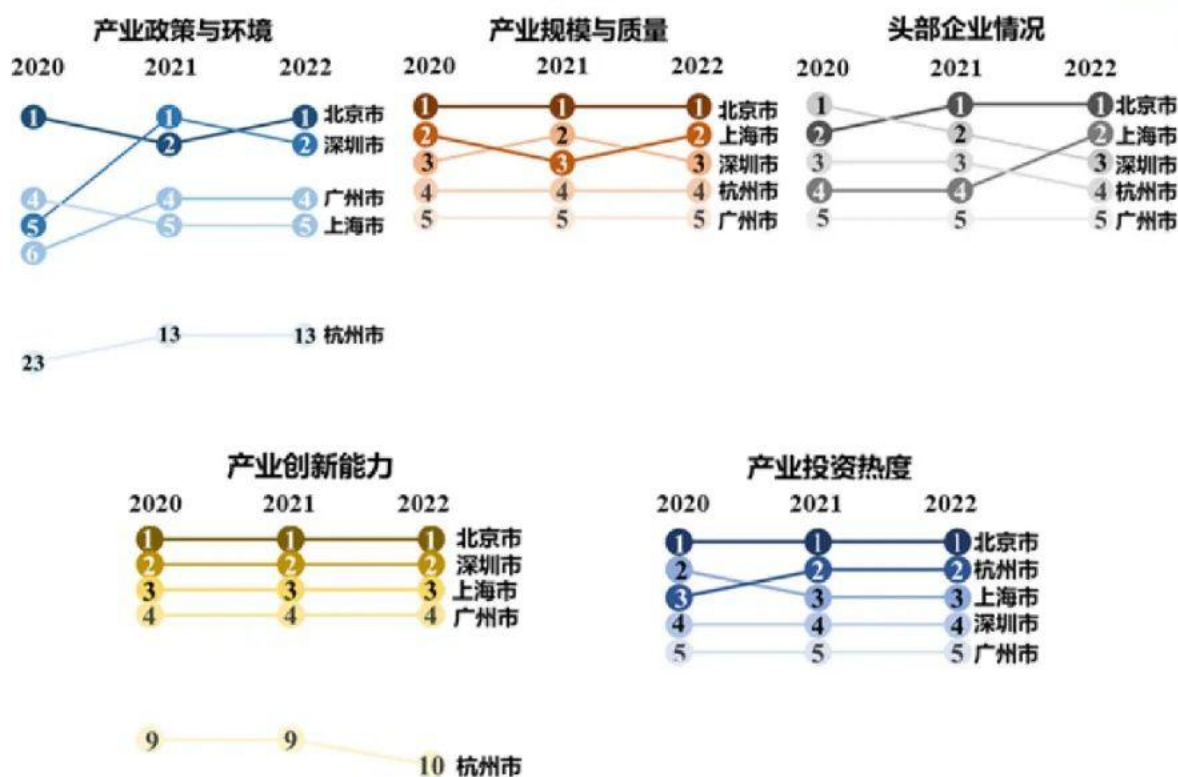 产业政策与环境
2020 2021 2022
1 2 1 北京市
5 1 2 深圳市
6 4 4 广州市
4 5 5 上海市
23 13 13 杭州市
产业规模与质量
2020 2021 2022
1 1 1 北京市
2 3 2 上海市
3 2 3 深圳市
4 4 4 杭州市
5 5 5 广州市
头部企业情况
2020 2021 2022
2 1 1 北京市
4 4 2 上海市
1 2 3 深圳市
3 3 4 杭州市
5 5 5 广州市
产业创新能力
2020 2021 2022
1 1 1 北京市
2 2 2 深圳市
3 3 3 上海市
4 4 4 广州市
9 9 10 杭州市
产业投资热度
2020 2021 2022
1 1 1 北京市
3 2 2 杭州市
2 3 3 上海市
4 4 4 深圳市
5 5 5 广州市